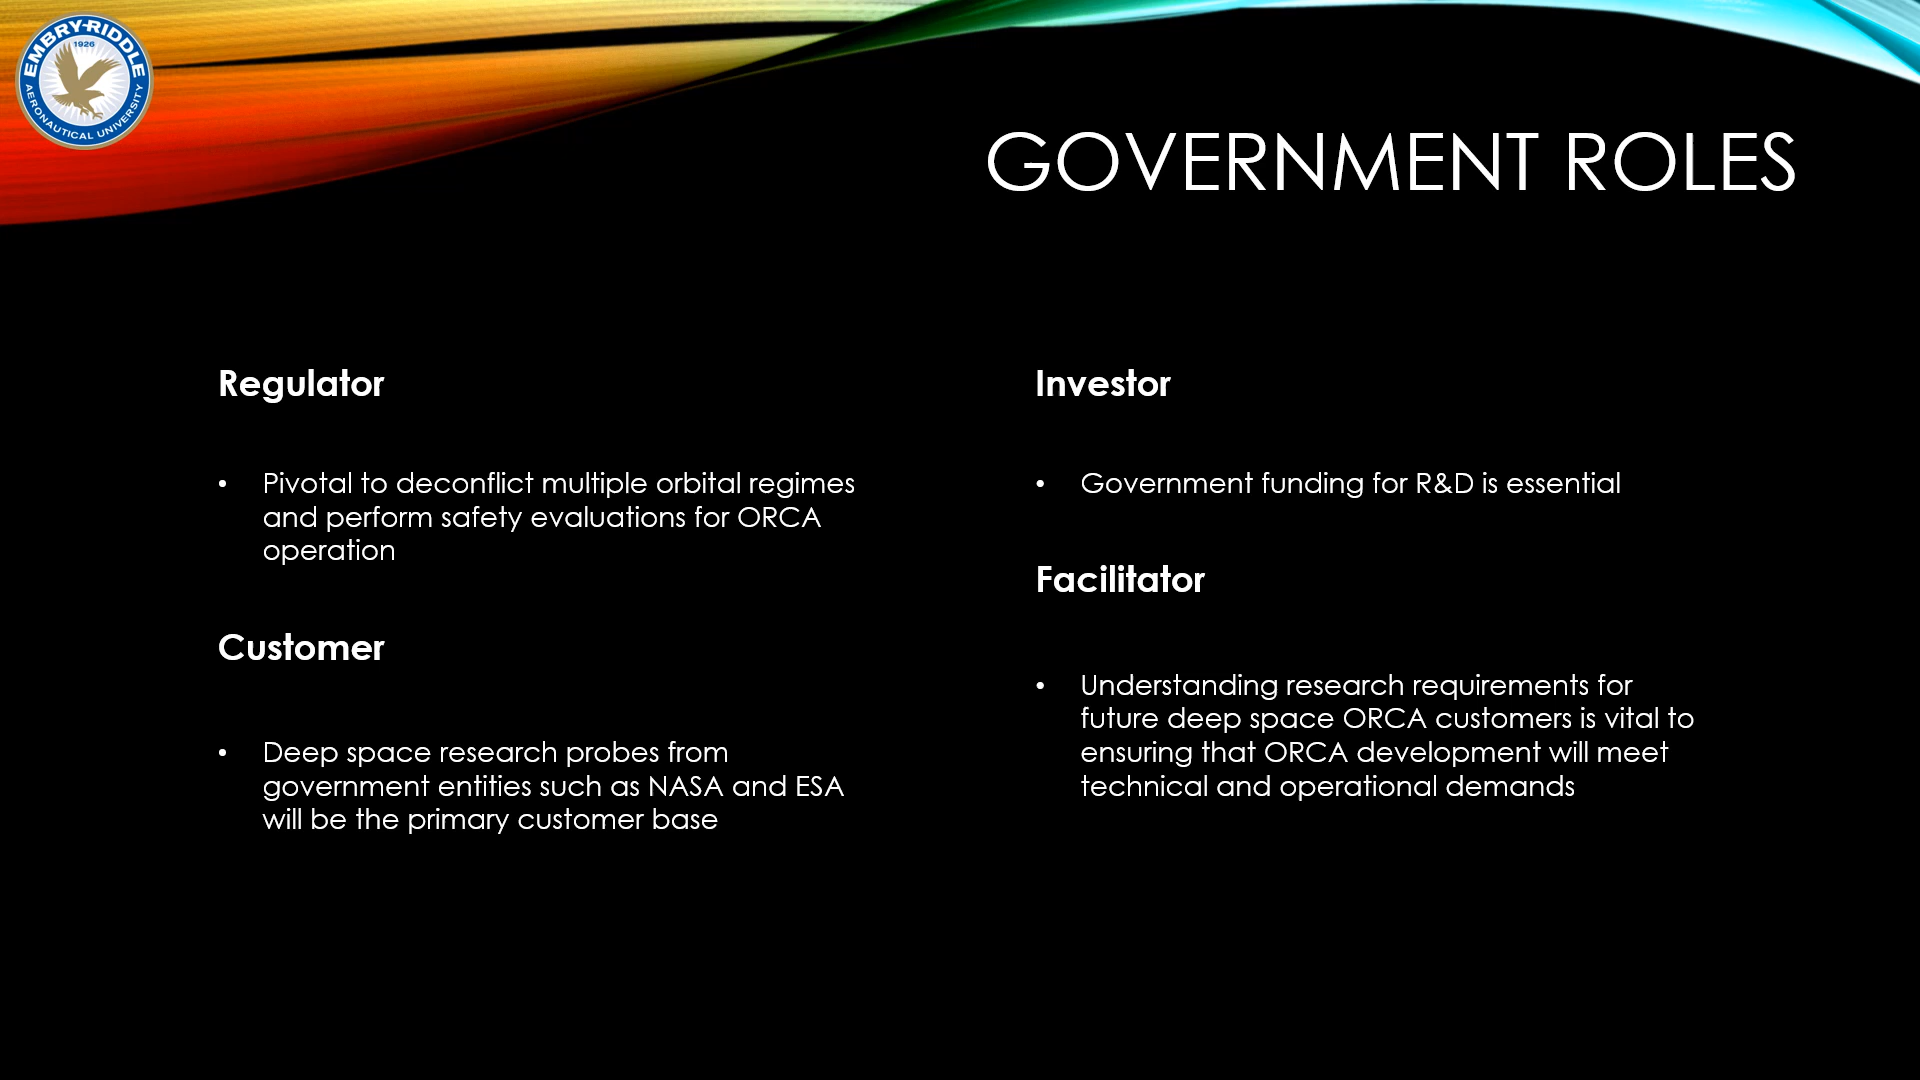 EMBRY-RIDDLE
1926
AERONAUTICAL UNIVERSITY
GOVERNMENT ROLES
Regulator
• Pivotal to deconflict multiple orbital regimes
and perform safety evaluations for ORCA
operation
Customer
• Deep space research probes from
government entities such as NASA and ESA
will be the primary customer base
Investor
• Government funding for R&D is essential
Facilitator
• Understanding research requirements for
future deep space ORCA customers is vital to
ensuring that ORCA development will meet
technical and operational demands